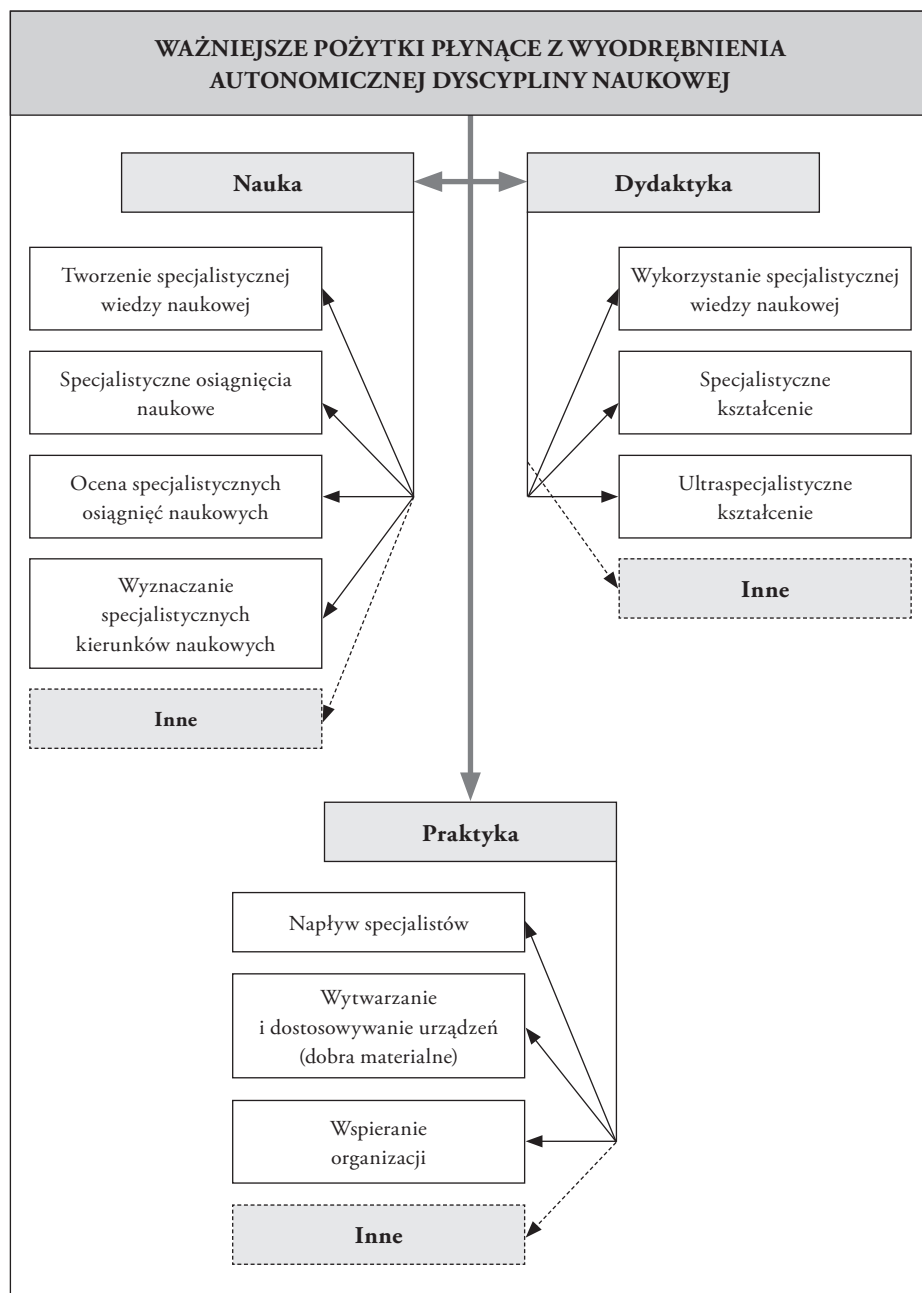 WAŻNIEJSZE POŻYTKI PŁYNĄCE Z WYODRĘBNIENIA
AUTONOMICZNEJ DYSCYPLINY NAUKOWEJ
Nauka
Tworzenie specjalistycznej
wiedzy naukowej
Specjalistyczne osiągnięcia
naukowe
Ocena specjalistycznych
osiągnięć naukowych
Wyznaczanie
specjalistycznych
kierunków naukowych
Inne
Dydaktyka
Wykorzystanie specjalistycznej
wiedzy naukowej
Specjalistyczne
kształcenie
Ultraspecjalistyczne
kształcenie
Inne
Praktyka
Napływ specjalistów
Wytwarzanie
i dostosowywanie urządzeń
(dobra materialne)
Wspieranie
organizacji
Inne